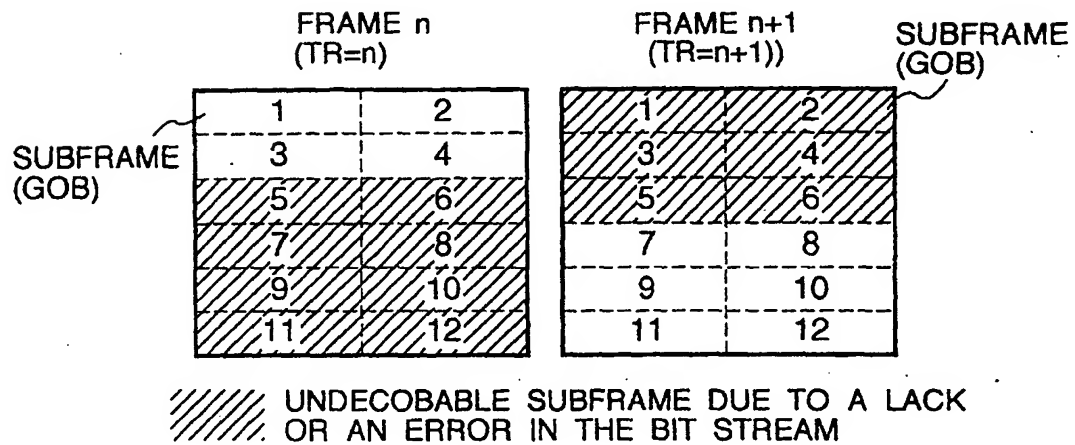 FRAME n
(TR=n)
FRAME n+1
(TR=n+1))
SUBFRAME
(GOB)
SUBFRAME
(GOB)
1 2
3 4
5 6
7 8
9 10
11 12
1 2
3 4
5 6
7 8
9 10
11 12
UNDECOBABLE SUBFRAME DUE TO A LACK
OR AN ERROR IN THE BIT STREAM